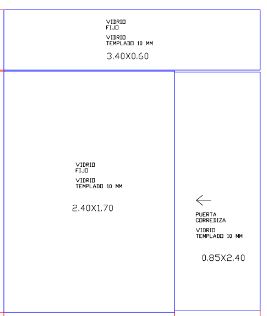 VIDRIO
FIJO
VIDRIO
TEMPLADO 10 MM
3.40X0.60
VIDRIO
FIJO
VIDRIO
TEMPLADO 10 MM
2.40X1.70
PUERTA
CORREDIZA
VIDRIO
TEMPLADO 10 MM
0.85X2.40